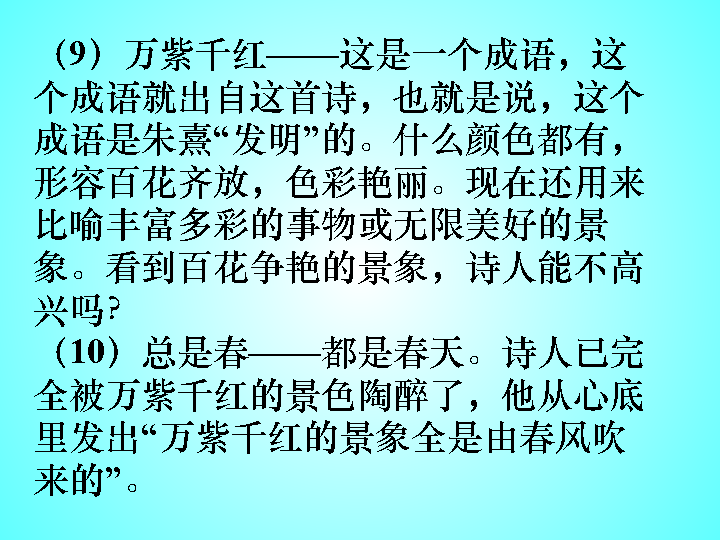 （9）万紫千红——这是一个成语，这
个成语就出自这首诗，也就是说，这个
成语是朱熹“发明”的。什么颜色都有，
形容百花齐放，色彩艳丽。现在还用来
比喻丰富多彩的事物或无限美好的景
象。看到百花争艳的景象，诗人能不高
兴吗?
（10）总是春——都是春天。诗人已完
全被万紫千红的景色陶醉了，他从心底
里发出“万紫千红的景象全是由春风吹
来的”。